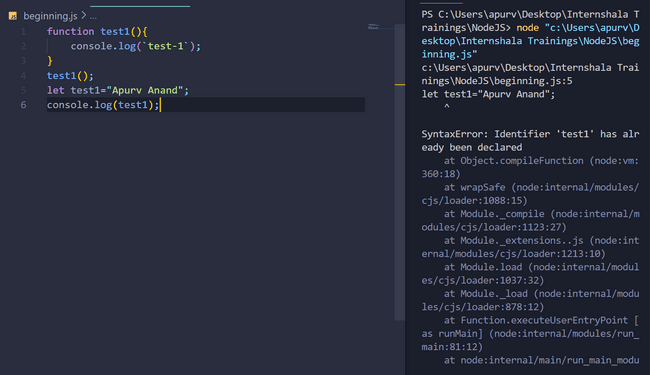 beginning.js > ...
1 function test1(){
2 console.log(`test-1`);
3 }
4 test1();
5 let test1="Apurv Anand";
6 console.log(test1);
PS C:\Users\apurv\Desktop\Internshala T
rainings\NodeJS> node "c:\users\apurv\D
esktop\Internshala Trainings\NodeJS\beg
inning.js"
c:\Users\apurv\Desktop\Internshala Trai
nings\NodeJS\beginning.js:5
let test1="Apurv Anand";
^
SyntaxError: Identifier 'test1' has alr
eady been declared
at Object.compileFunction (node:vm:
360:18)
at wrapSafe (node:internal/modules/
cjs/loader:1088:15)
at Module._compile (node:internal/m
odules/cjs/loader:1123:27)
at Module._extensions..js (node:int
ernal/modules/cjs/loader:1213:10)
at Module.load (node:internal/modul
es/cjs/loader:1037:32)
at Module._load (node:internal/modu
les/cjs/loader:878:12)
at Function.executeUserEntryPoint [
as runMain] (node:internal/modules/run_
main:81:12)
at node:internal/main/run_main_modu